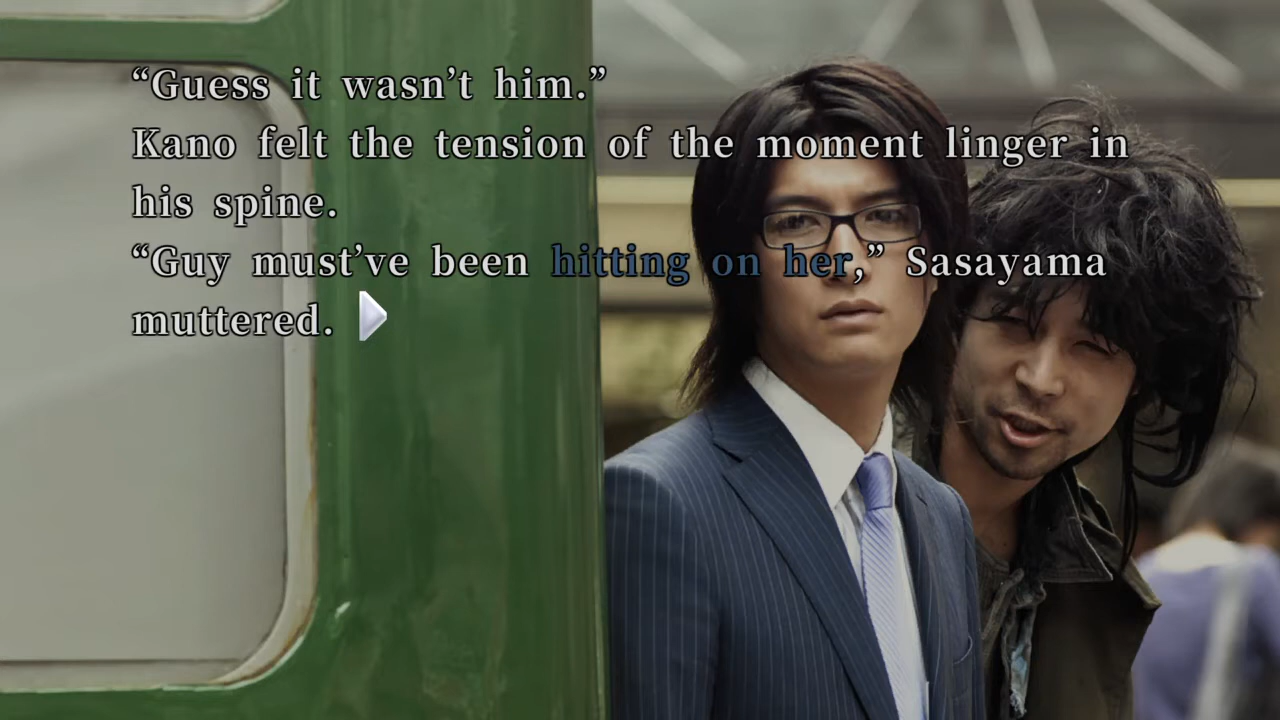 “Guess it wasn’t him.”
Kano felt the tension of the moment linger in
his spine.
“Guy must’ve been hitting on her,” Sasayama
muttered.